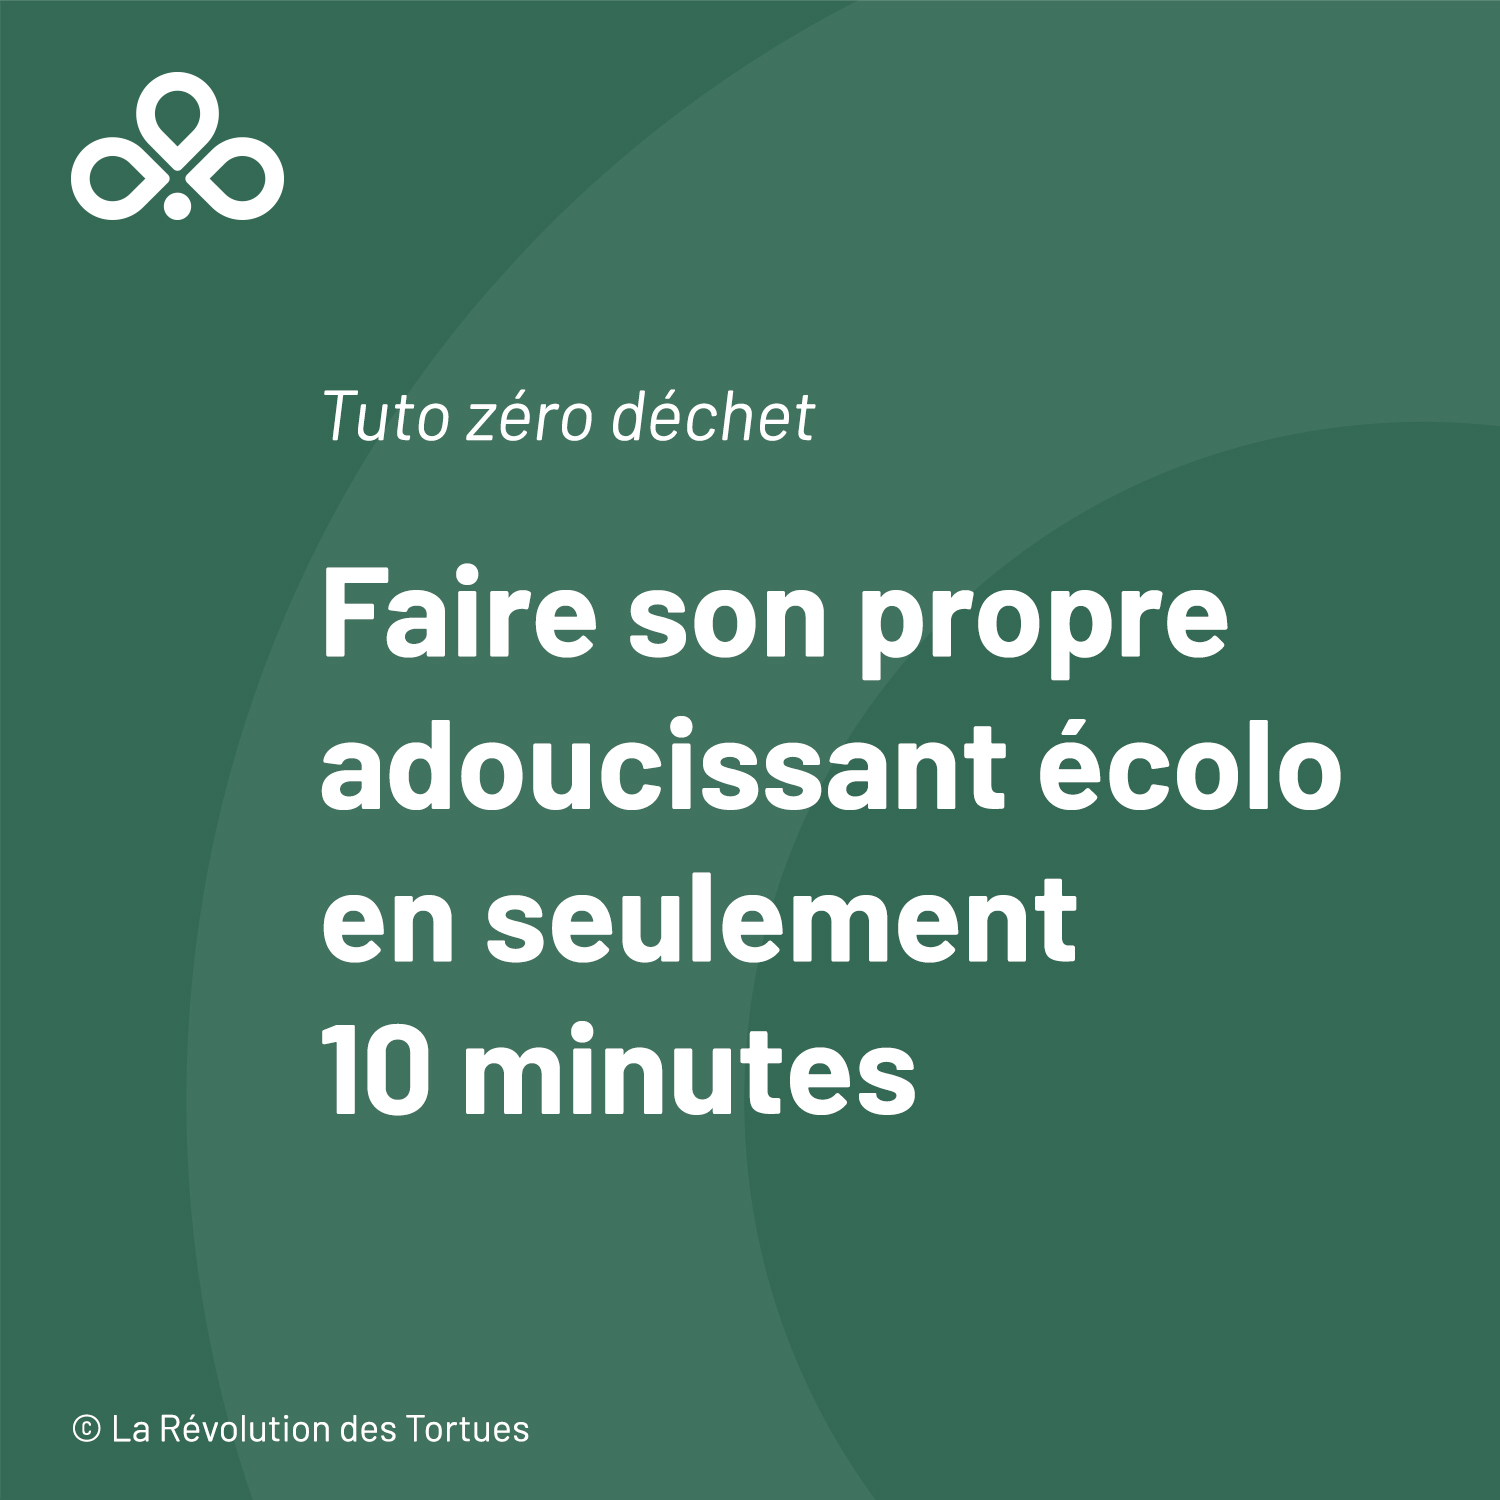 Tuto zéro déchet
Faire son propre
adoucissant écolo
en seulement
10 minutes
© La Révolution des Tortues